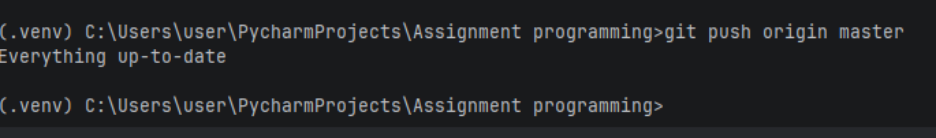 (.venv) C:\Users\user\PycharmProjects\Assignment programming>git push origin master
Everything up-to-date
(.venv) C:\Users\user\PycharmProjects\Assignment programming>